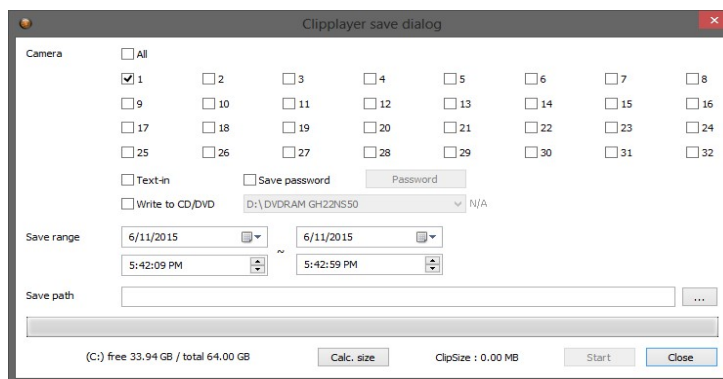 Clipplayer save dialog
Camera All
1 2 3 4 5 6 7 8
9 10 11 12 13 14 15 16
17 18 19 20 21 22 23 24
25 26 27 28 29 30 31 32
Text-in Save password Password
Write to CD/DVD D:\DVDRAM GH22NS50 N/A
Save range 6/11/2015 ~ 6/11/2015
5:42:09 PM 5:42:59 PM
Save path ...
(C:) free 33.94 GB / total 64.00 GB Calc. size ClipSize : 0.00 MB Start Close